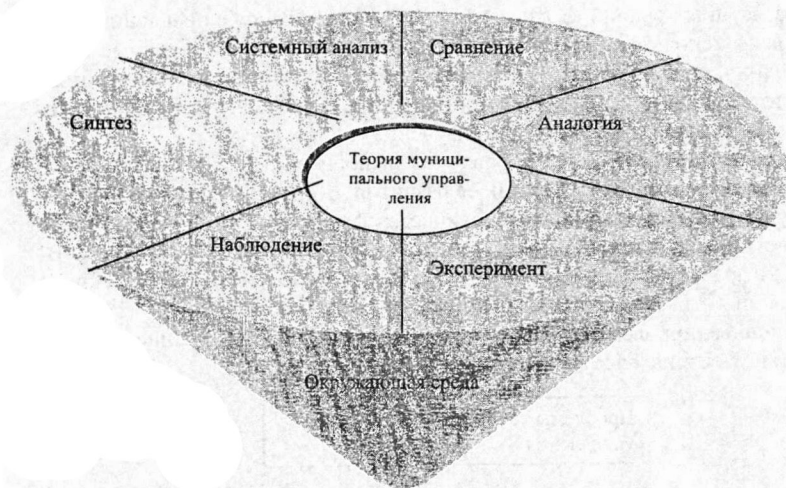 Системный анализ
Сравнение
Синтез
Аналогия
Теория муници-
пального управ-
ления
Наблюдение
Эксперимент
Окружающая среда